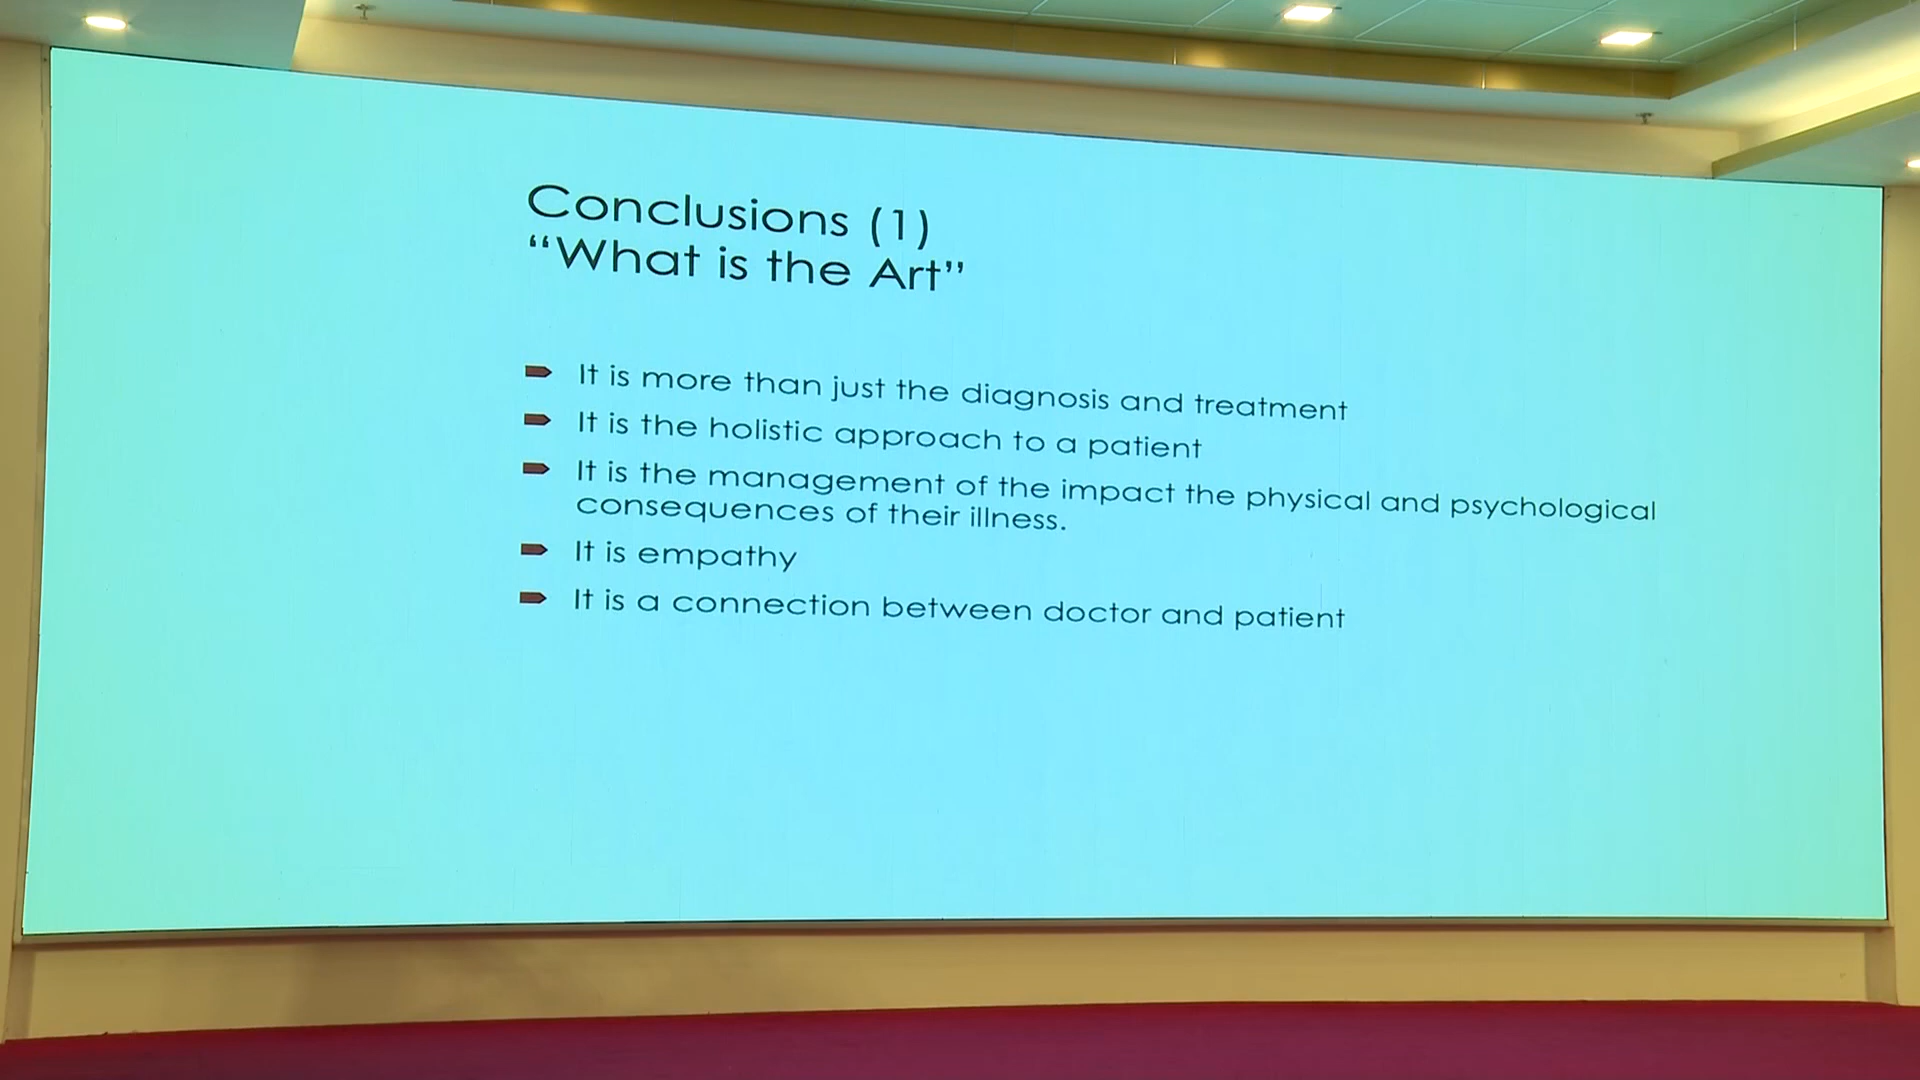 Conclusions (1)
“What is the Art”
It is more than just the diagnosis and treatment
It is the holistic approach to a patient
It is the management of the impact the physical and psychological
consequences of their illness.
It is empathy
It is a connection between doctor and patient